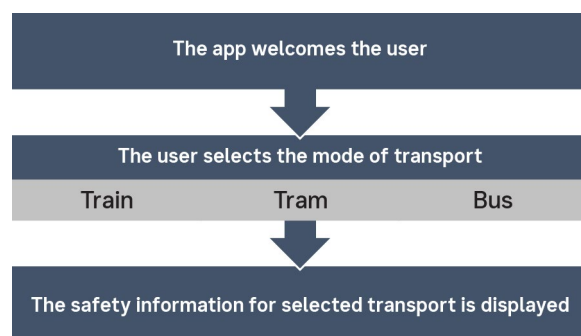 The app welcomes the user
The user selects the mode of transport
Train Tram Bus
The safety information for selected transport is displayed